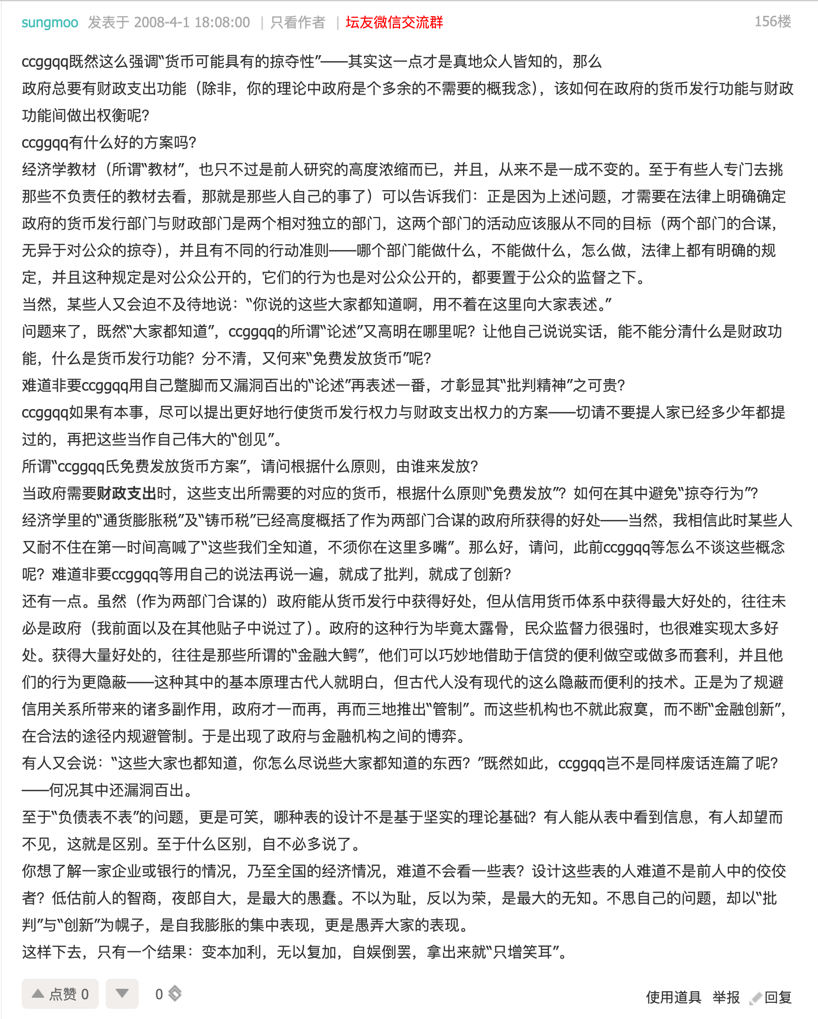 sungmoo 发表于 2008-4-1 18:08:00 | 只看作者 | 坛友微信交流群 156楼
ccggqq既然这么强调“货币可能具有的掠夺性”——其实这一点才是真地众人皆知的，那么
政府总要有财政支出功能（除非，你的理论中政府是个多余的不需要的概我念），该如何在政府的货币发行功能与财政
功能间做出权衡呢？
ccggqq有什么好的方案吗？
经济学教材（所谓“教材”，也只不过是前人研究的高度浓缩而已，并且，从来不是一成不变的。至于有些人专门去挑
那些不负责任的教材去看，那就是那些人自己的事了）可以告诉我们：正是因为上述问题，才需要在法律上明确确定
政府的货币发行部门与财政部门是两个相对独立的部门，这两个部门的活动应该服从不同的目标（两个部门的合谋，
无异于对公众的掠夺），并且有不同的行动准则——哪个部门能做什么，不能做什么，怎么做，法律上都有明确的规
定，并且这种规定是对公众公开的，它们的行为也是对公众公开的，都要置于公众的监督之下。
当然，某些人又会迫不及待地说：“你说的这些大家都知道啊，用不着在这里向大家表述。”
问题来了，既然“大家都知道”，ccggqq的所谓“论述”又高明在哪里呢？让他自己说说实话，能不能分清什么是财政功
能，什么是货币发行功能？分不清，又何来“免费发放货币”呢？
难道非要ccggqq用自己蹩脚而又漏洞百出的“论述”再表述一番，才彰显其“批判精神”之可贵？
ccggqq如果有本事，尽可以提出更好地行使货币发行权力与财政支出权力的方案——切请不要提人家已经多少年都提
过的，再把这些当作自己伟大的“创见”。
所谓“ccggqq氏免费发放货币方案”，请问根据什么原则，由谁来发放？
当政府需要财政支出时，这些支出所需要的对应的货币，根据什么原则“免费发放”？如何在其中避免“掠夺行为”？
经济学里的“通货膨胀税”及“铸币税”已经高度概括了作为两部门合谋的政府所获得的好处——当然，我相信此时某些人
又耐不住在第一时间高喊了“这些我们全知道，不须你在这里多嘴”。那么好，请问，此前ccggqq等怎么不谈这些概念
呢？难道非要ccggqq等用自己的说法再说一遍，就成了批判，就成了创新？
还有一点。虽然（作为两部门合谋的）政府能从货币发行中获得好处，但从信用货币体系中获得最大好处的，往往未
必是政府（我前面以及在其他贴子中说过了）。政府的这种行为毕竟太露骨，民众监督力很强时，也很难实现太多好
处。获得大量好处的，往往是那些所谓的“金融大鳄”，他们可以巧妙地借助于信贷的便利做空或做多而套利，并且他
们的行为更隐蔽——这种其中的基本原理古代人就明白，但古代人没有现代的这么隐蔽而便利的技术。正是为了规避
信用关系所带来的诸多副作用，政府才一而再，再而三地推出“管制”。而这些机构也不就此寂寞，而不断“金融创新”，
在合法的途径内规避管制。于是出现了政府与金融机构之间的博弈。
有人又会说：“这些大家也都知道，你怎么尽说些大家都知道的东西？”既然如此，ccggqq岂不是同样废话连篇了呢？
——何况其中还漏洞百出。
至于“负债表不表”的问题，更是可笑，哪种表的设计不是基于坚实的理论基础？有人能从表中看到信息，有人却望而
不见，这就是区别。至于什么区别，自不必多说了。
你想了解一家企业或银行的情况，乃至全国的经济情况，难道不会看一些表？设计这些表的人难道不是前人中的佼佼
者？低估前人的智商，夜郎自大，是最大的愚蠢。不以为耻，反以为荣，是最大的无知。不思自己的问题，却以“批
判”与“创新”为幌子，是自我膨胀的集中表现，更是愚弄大家的表现。
这样下去，只有一个结果：变本加利，无以复加，自娱倒罢，拿出来就“只增笑耳”。
点赞 0 0 使用道具 举报 回复